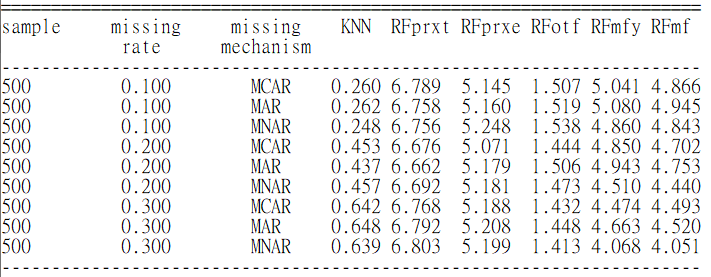 sample missing missing KNN RFprxt RFprxe RFotf RFmfy RFmf
rate mechanism
500 0.100 MCAR 0.260 6.789 5.145 1.507 5.041 4.866
500 0.100 MAR 0.262 6.758 5.160 1.519 5.080 4.945
500 0.100 MNAR 0.248 6.756 5.248 1.538 4.860 4.843
500 0.200 MCAR 0.453 6.676 5.071 1.444 4.850 4.702
500 0.200 MAR 0.437 6.662 5.179 1.506 4.943 4.753
500 0.200 MNAR 0.457 6.692 5.181 1.473 4.510 4.440
500 0.300 MCAR 0.642 6.768 5.188 1.432 4.474 4.493
500 0.300 MAR 0.648 6.792 5.208 1.448 4.663 4.520
500 0.300 MNAR 0.639 6.803 5.199 1.413 4.068 4.051